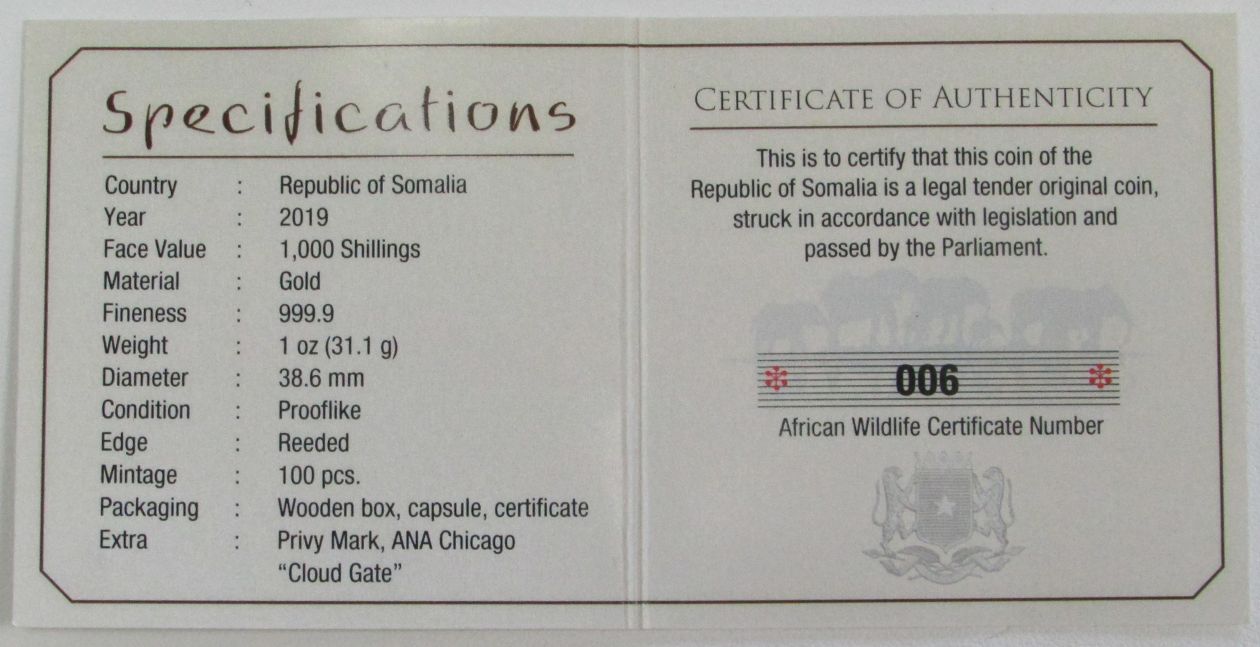 Specifications
Country : Republic of Somalia
Year : 2019
Face Value : 1,000 Shillings
Material : Gold
Fineness : 999.9
Weight : 1 oz (31.1 g)
Diameter : 38.6 mm
Condition : Prooflike
Edge : Reeded
Mintage : 100 pcs.
Packaging : Wooden box, capsule, certificate
Extra : Privy Mark, ANA Chicago
“Cloud Gate”
CERTIFICATE OF AUTHENTICITY
This is to certify that this coin of the
Republic of Somalia is a legal tender original coin,
struck in accordance with legislation and
passed by the Parliament.
006
African Wildlife Certificate Number